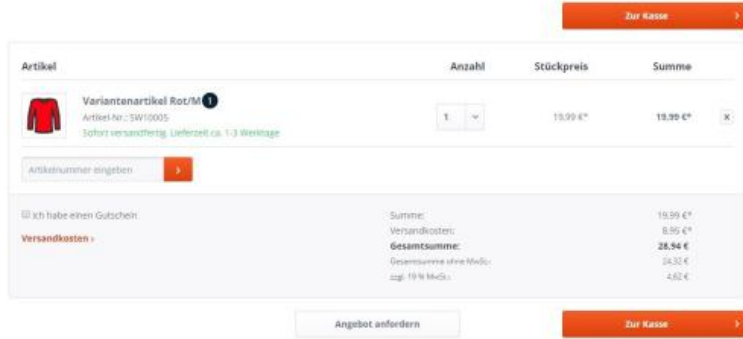 Zur Kasse
Artikel Anzahl Stückpreis Summe
Variantenartikel Rot/M 1
Artikel-Nr.: SW10005
Sofort versandfertig, Lieferzeit ca. 1-3 Werktage
1 19,99 €* 19,99 €* x
Artikelnummer eingeben
Ich habe einen Gutschein
Versandkosten
Summe: 19,99 €*
Versandkosten: 8,95 €*
Gesamtsumme: 28,94 €
Gesamtsumme ohne MwSt.: 24,32 €
zzgl. 19 % MwSt.: 4,62 €
Angebot anfordern Zur Kasse